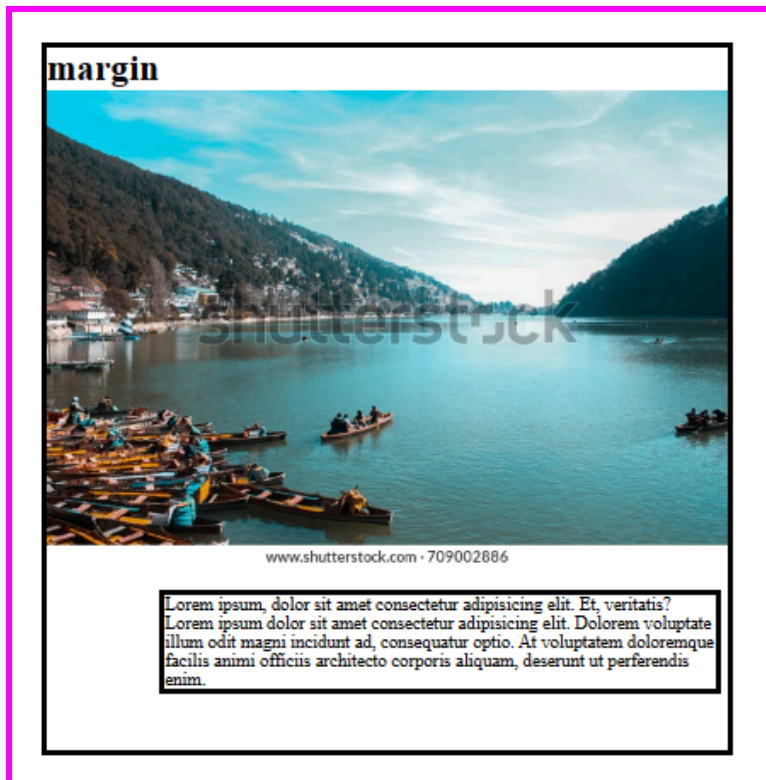 margin
shutterstock
www.shutterstock.com · 709002886
Lorem ipsum, dolor sit amet consectetur adipisicing elit. Et, veritatis?
Lorem ipsum dolor sit amet consectetur adipisicing elit. Dolorem voluptate
illum odit magni incidunt ad, consequatur optio. At voluptatem doloremque
facilis animi officiis architecto corporis aliquam, deserunt ut perferendis
enim.